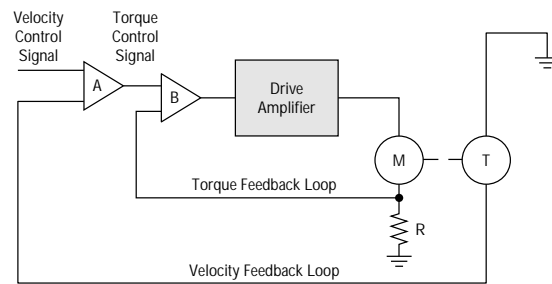 Velocity
Control
Signal
Torque
Control
Signal
A
B
Drive
Amplifier
M
T
Torque Feedback Loop
R
Velocity Feedback Loop